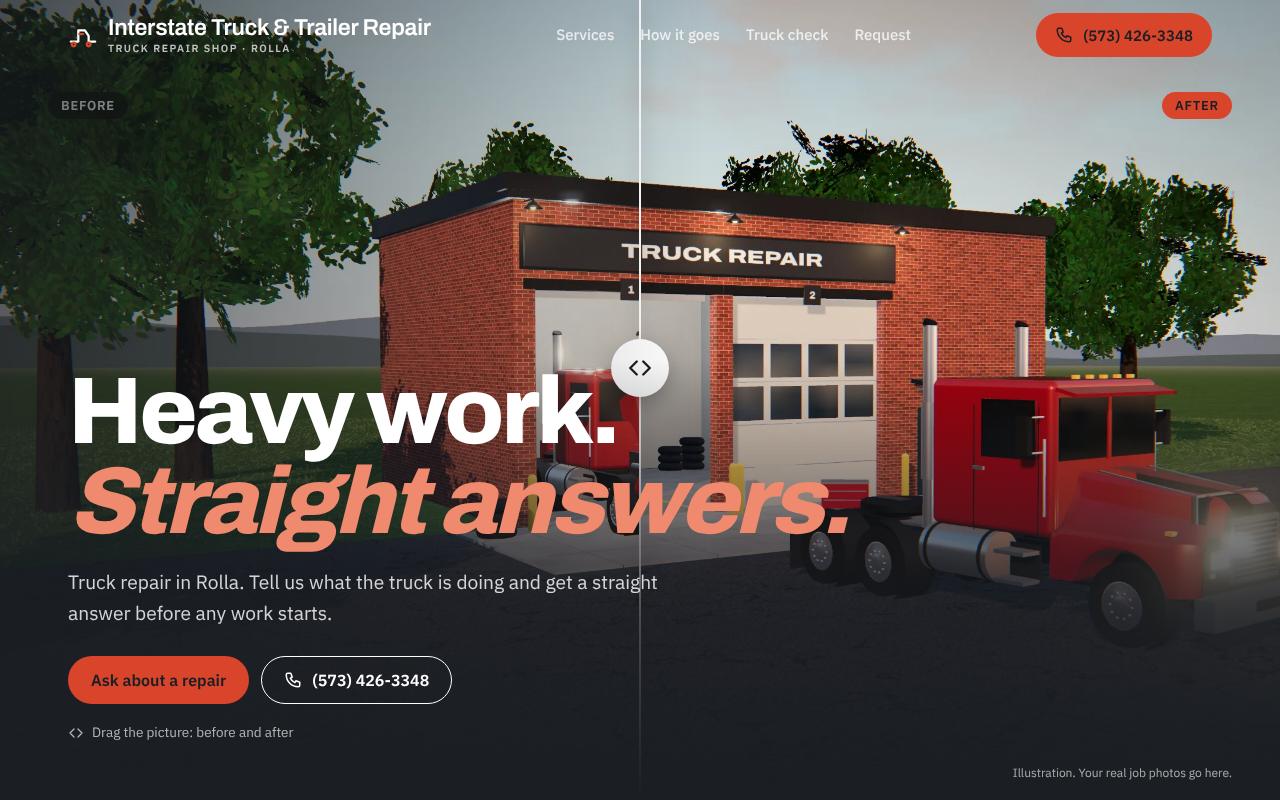 Interstate Truck & Trailer Repair
TRUCK REPAIR SHOP · ROLLA
Services
How it goes
Truck check
Request
(573) 426-3348
BEFORE
AFTER
TRUCK REPAIR
1
2
Heavy work.
Straight answers.
Truck repair in Rolla. Tell us what the truck is doing and get a straight
answer before any work starts.
Ask about a repair
(573) 426-3348
Drag the picture: before and after
Illustration. Your real job photos go here.